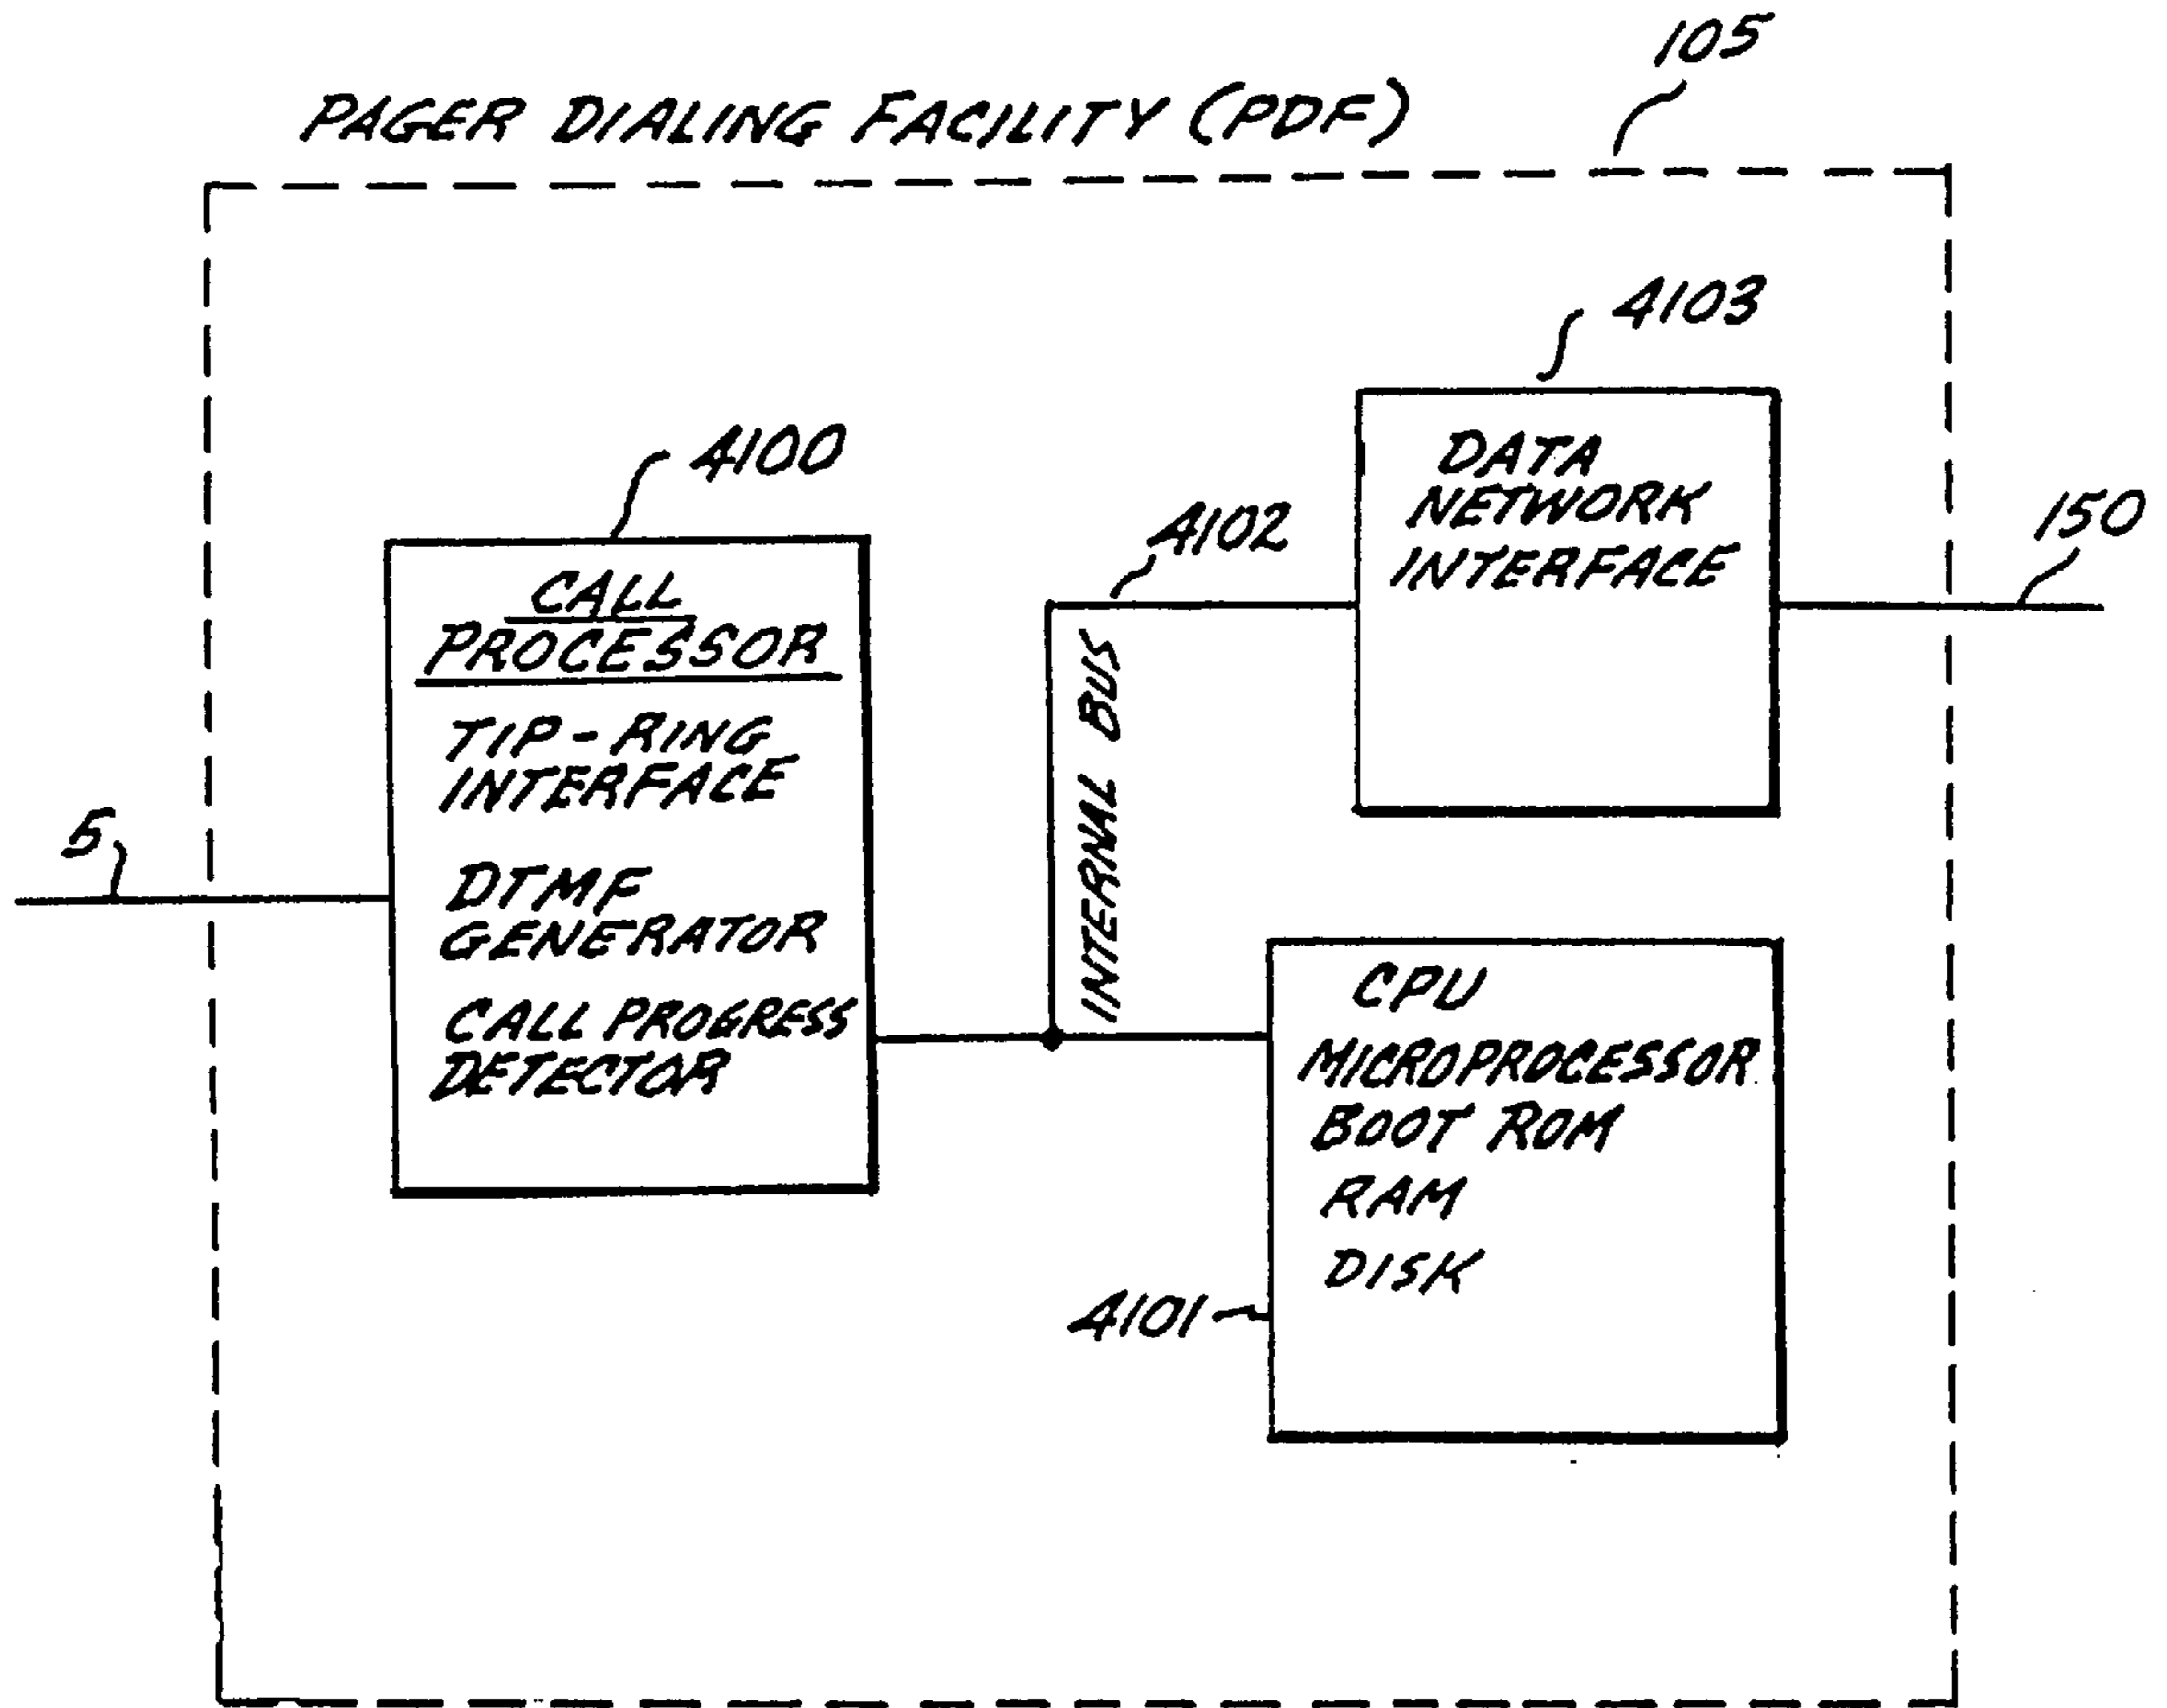 105
PAGER DIALING FACILITY (PDF)
4103
DATA
NETWORK
INTERFACE
4100
4102
150
CALL
PROCESSOR
TIP-RING
INTERFACE
DTMF
GENERATOR
CALL PROGRESS
DETECTOR
5
INTERNAL BUS
CPU
MICROPROCESSOR
BOOT ROM
RAM
DISK
4101